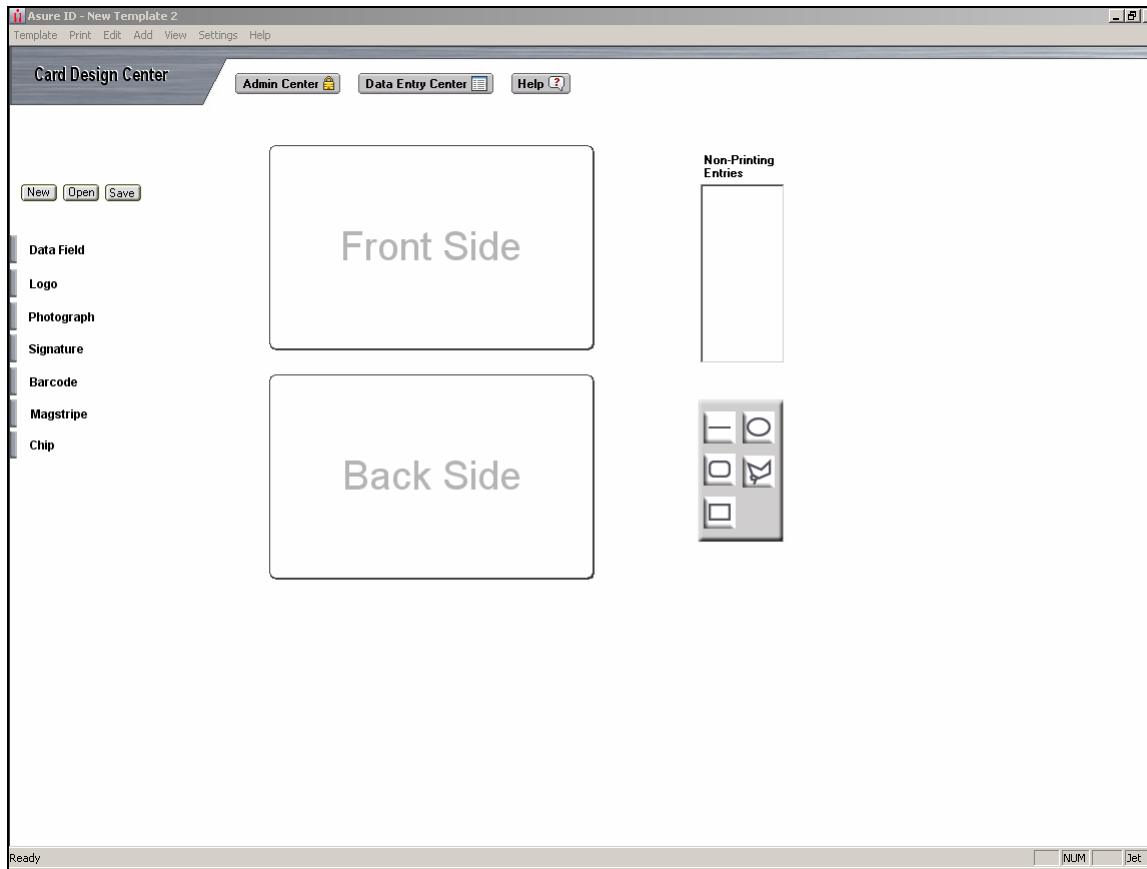 Asure ID - New Template 2
Template Print Edit Add View Settings Help
Card Design Center
Admin Center
Data Entry Center
Help
New Open Save
Data Field
Logo
Photograph
Signature
Barcode
Magstripe
Chip
Front Side
Back Side
Non-Printing
Entries
Ready
NUM
Jet